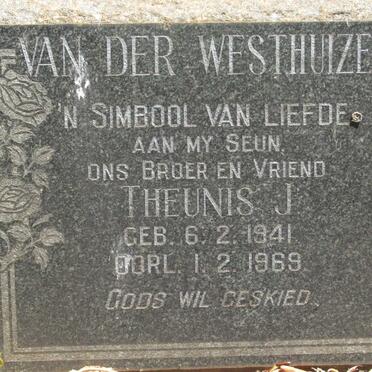 VAN DER WESTHUIZE
'N SIMBOOL VAN LIEFDE
AAN MY SEUN,
ONS BROER EN VRIEND
THEUNIS J.
GEB. 6. 2. 1941
OORL. 1. 2. 1969
GODS WIL GESKIED.